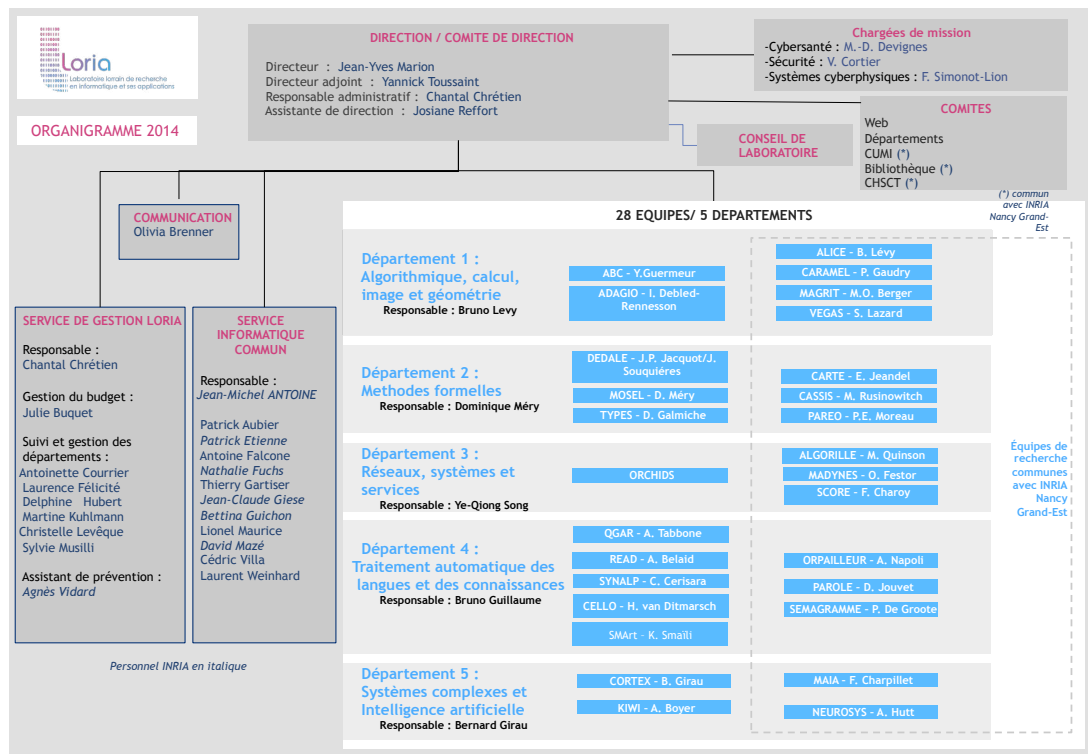 Loria
Laboratoire lorrain de recherche
en informatique et ses applications
ORGANIGRAMME 2014
DIRECTION / COMITE DE DIRECTION
Directeur : Jean-Yves Marion
Directeur adjoint : Yannick Toussaint
Responsable administratif : Chantal Chrétien
Assistante de direction : Josiane Reffort
Chargées de mission
-Cybersanté : M.-D. Devignes
-Sécurité : V. Cortier
-Systèmes cyberphysiques : F. Simonot-Lion
COMITES
Web
Départements
CUMI (*)
Bibliothèque (*)
CHSCT (*)
(*) commun
avec INRIA
Nancy Grand-
Est
CONSEIL DE
LABORATOIRE
COMMUNICATION
Olivia Brenner
SERVICE DE GESTION LORIA
Responsable :
Chantal Chrétien
Gestion du budget :
Julie Buquet
Suivi et gestion des
départements :
Antoinette Courrier
Laurence Félicité
Delphine Hubert
Martine Kuhlmann
Christelle Levêque
Sylvie Musilli
Assistant de prévention :
Agnès Vidard
SERVICE
INFORMATIQUE
COMMUN
Responsable :
Jean-Michel ANTOINE
Patrick Aubier
Patrick Etienne
Antoine Falcone
Nathalie Fuchs
Thierry Gartiser
Jean-Claude Giese
Bettina Guichon
Lionel Maurice
David Mazé
Cédric Villa
Laurent Weinhard
Personnel INRIA en italique
28 EQUIPES/ 5 DEPARTEMENTS
Département 1 :
Algorithmique, calcul,
image et géométrie
Responsable : Bruno Levy
ABC - Y.Guermeur
ADAGIO - I. Debled-
Rennesson
ALICE - B. Lévy
CARAMEL - P. Gaudry
MAGRIT - M.O. Berger
VEGAS - S. Lazard
Département 2 :
Methodes formelles
Responsable : Dominique Méry
DEDALE - J.P. Jacquot/J.
Souquiéres
MOSEL - D. Méry
TYPES - D. Galmiche
CARTE - E. Jeandel
CASSIS - M. Rusinowitch
PAREO - P.E. Moreau
Département 3 :
Réseaux, systèmes et
services
Responsable : Ye-Qiong Song
ORCHIDS
ALGORILLE - M. Quinson
MADYNES - O. Festor
SCORE - F. Charoy
Département 4 :
Traitement automatique des
langues et des connaissances
Responsable : Bruno Guillaume
QGAR - A. Tabbone
READ - A. Belaid
SYNALP - C. Cerisara
CELLO - H. van Ditmarsch
SMArt - K. Smaïli
ORPAILLEUR - A. Napoli
PAROLE - D. Jouvet
SEMAGRAMME - P. De Groote
Département 5 :
Systèmes complexes et
Intelligence artificielle
Responsable : Bernard Girau
CORTEX - B. Girau
KIWI - A. Boyer
MAIA - F. Charpillet
NEUROSYS - A. Hutt
Équipes de
recherche
communes
avec INRIA
Nancy
Grand-Est